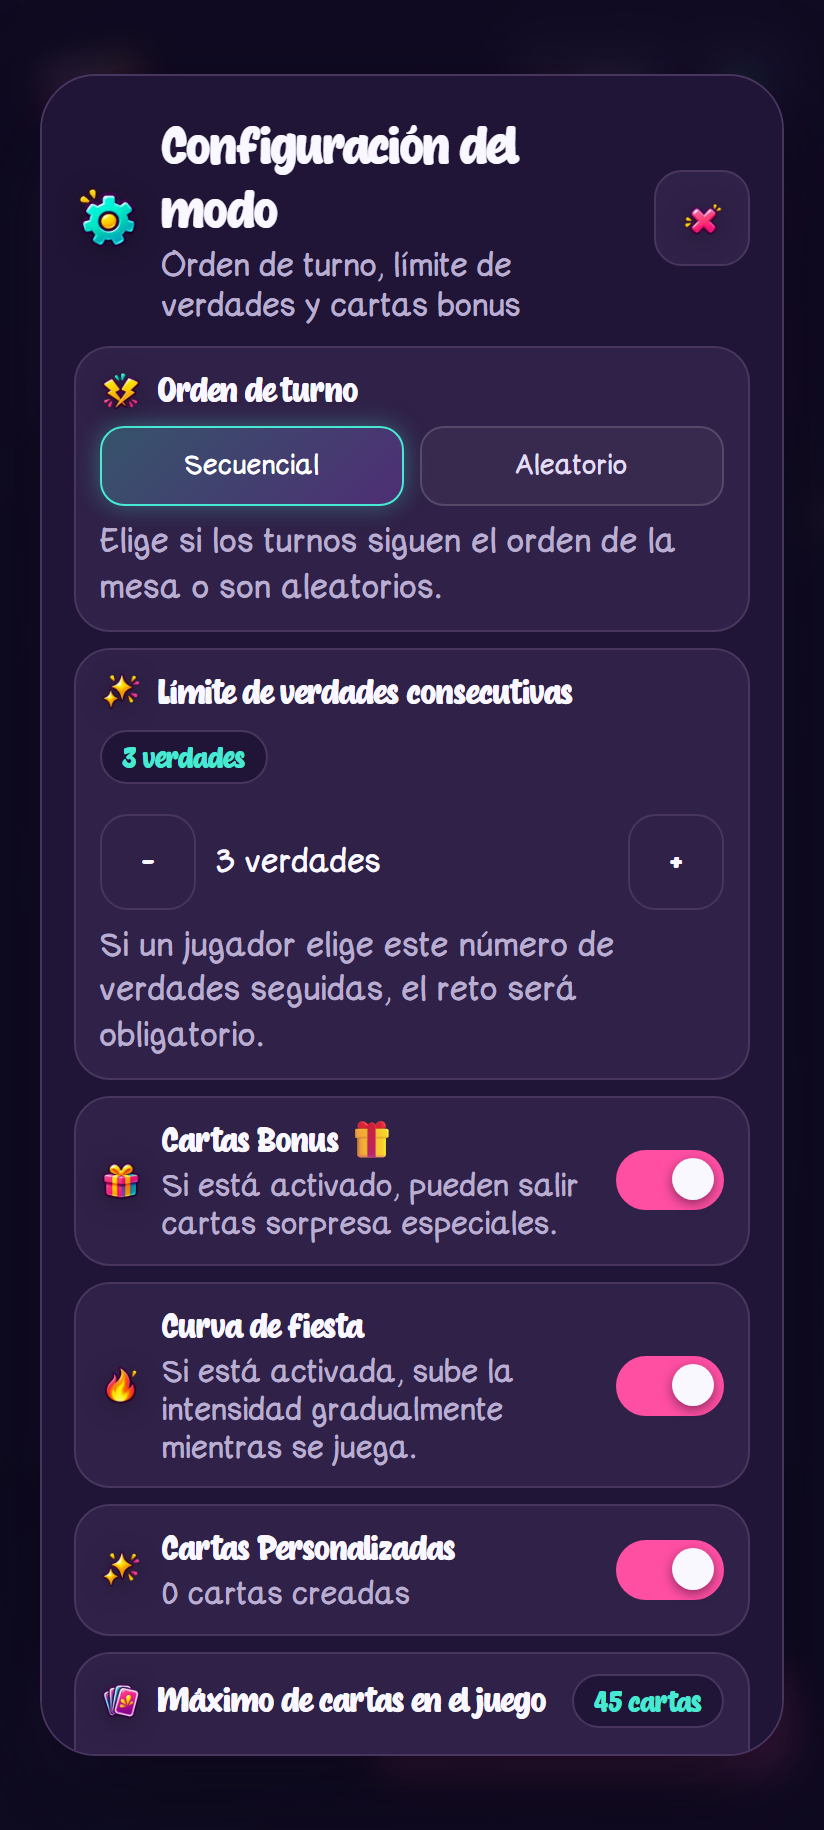 Configuración del
modo
Orden de turno, límite de
verdades y cartas bonus
Orden de turno
Secuencial
Aleatorio
Elige si los turnos siguen el orden de la
mesa o son aleatorios.
Límite de verdades consecutivas
3 verdades
-
3 verdades
+
Si un jugador elige este número de
verdades seguidas, el reto será
obligatorio.
Cartas Bonus 🎁
Si está activado, pueden salir
cartas sorpresa especiales.
Curva de fiesta
Si está activada, sube la
intensidad gradualmente
mientras se juega.
Cartas Personalizadas
0 cartas creadas
Máximo de cartas en el juego
45 cartas